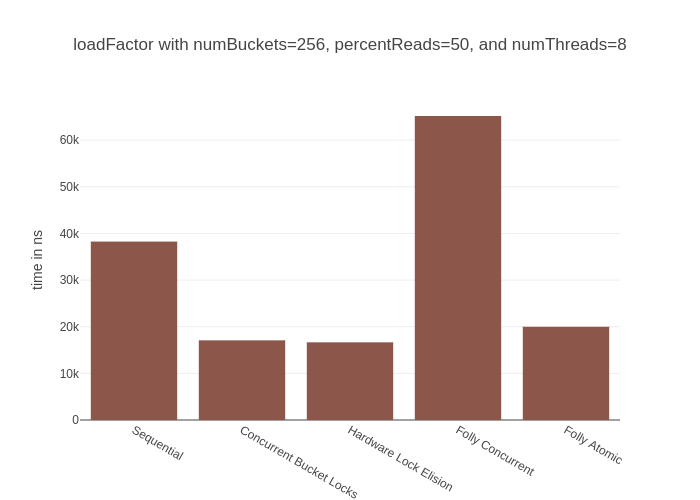 loadFactor with numBuckets=256, percentReads=50, and numThreads=8
time in ns
60k
50k
40k
30k
20k
10k
0
Sequential
Concurrent Bucket Locks
Hardware Lock Elision
Folly Concurrent
Folly Atomic